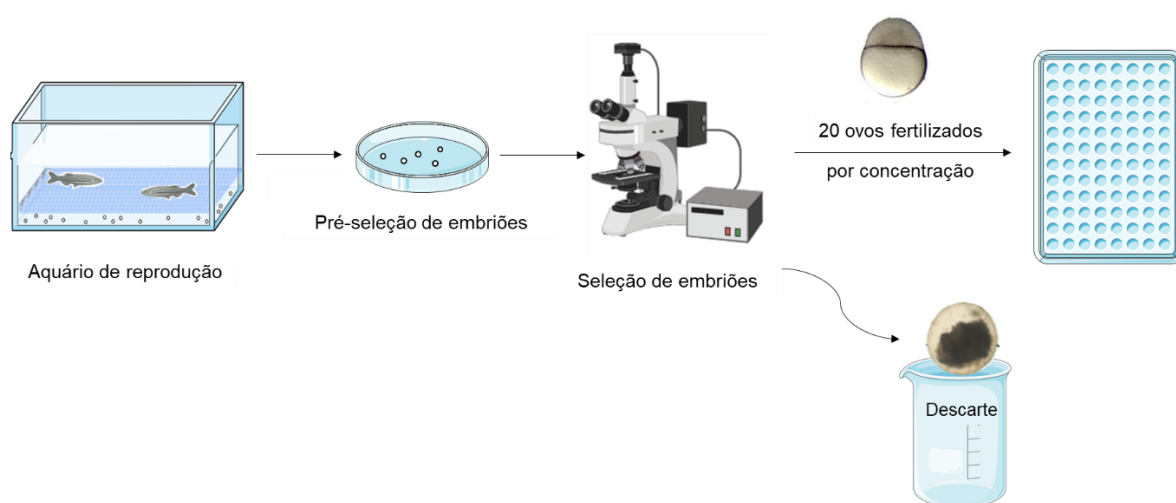 Aquário de reprodução
Pré-seleção de embriões
Seleção de embriões
20 ovos fertilizados
por concentração
Descarte